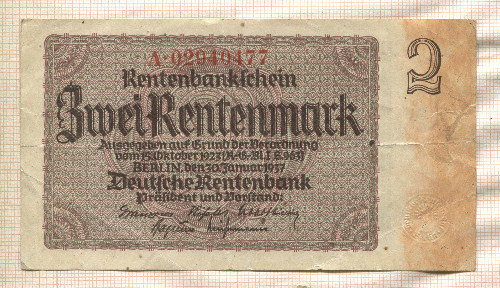 A·02940477
2
Rentenbankschein
Zwei Rentenmark
Ausgegeben auf Grund der Verordnung
vom 15. Oktober 1923 (R.-G.-Bl. I S. 963)
BERLIN, den 30. Januar 1937
Deutsche Rentenbank
Präsident und Vorstand: